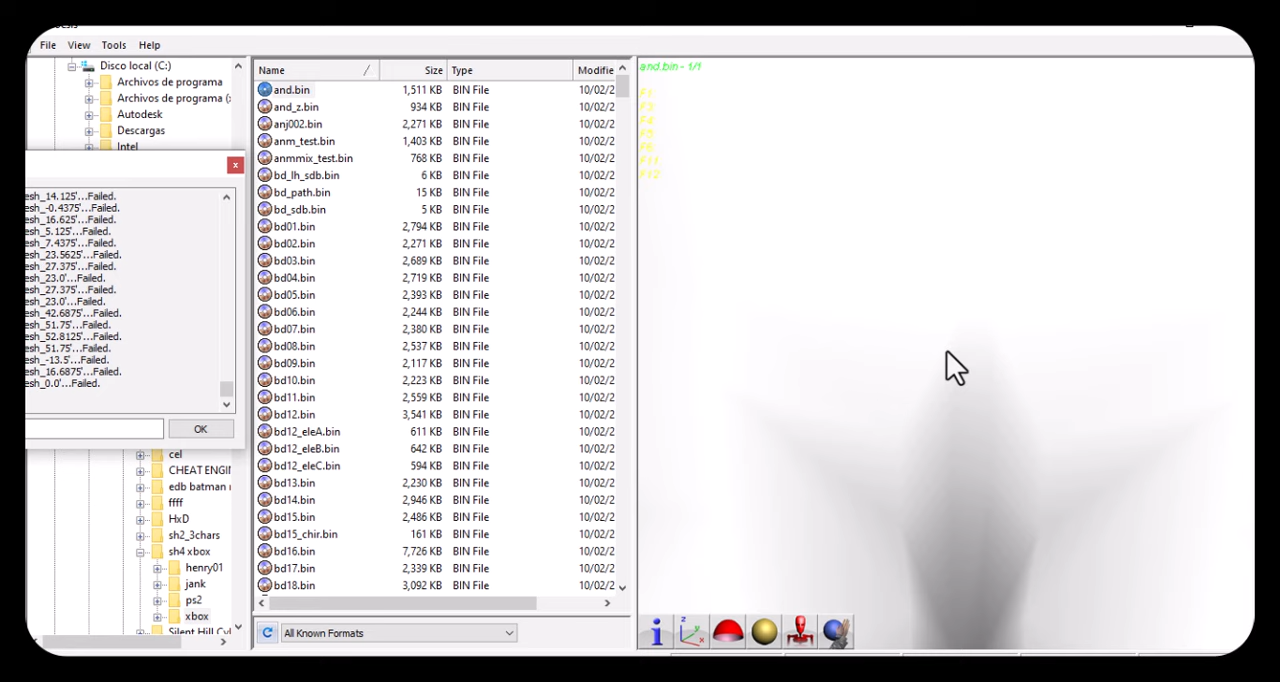 File View Tools Help
Disco local (C:)
Archivos de programa
Archivos de programa (
Autodesk
Descargas
Intel
esh_14.125'...Failed.
esh_-0.4375'...Failed.
esh_16.625'...Failed.
esh_5.125'...Failed.
esh_7.4375'...Failed.
esh_23.5625'...Failed.
esh_27.375'...Failed.
esh_23.0'...Failed.
esh_27.375'...Failed.
esh_23.0'...Failed.
esh_42.6875'...Failed.
esh_51.75'...Failed.
esh_52.8125'...Failed.
esh_51.75'...Failed.
esh_-13.5'...Failed.
esh_16.6875'...Failed.
esh_0.0'...Failed.
OK
cel
CHEAT ENGIN
edb batman
ffff
HxD
sh2_3chars
sh4 xbox
henry01
jank
ps2
xbox
Silent Hill
Name Size Type Modifie
and.bin 1,511 KB BIN File 10/02/2
and_z.bin 934 KB BIN File 10/02/2
anj002.bin 2,271 KB BIN File 10/02/2
anm_test.bin 1,403 KB BIN File 10/02/2
anmmix_test.bin 768 KB BIN File 10/02/2
bd_lh_sdb.bin 6 KB BIN File 10/02/2
bd_path.bin 15 KB BIN File 10/02/2
bd_sdb.bin 5 KB BIN File 10/02/2
bd01.bin 2,794 KB BIN File 10/02/2
bd02.bin 2,271 KB BIN File 10/02/2
bd03.bin 2,689 KB BIN File 10/02/2
bd04.bin 2,719 KB BIN File 10/02/2
bd05.bin 2,393 KB BIN File 10/02/2
bd06.bin 2,244 KB BIN File 10/02/2
bd07.bin 2,380 KB BIN File 10/02/2
bd08.bin 2,537 KB BIN File 10/02/2
bd09.bin 2,117 KB BIN File 10/02/2
bd10.bin 2,223 KB BIN File 10/02/2
bd11.bin 2,559 KB BIN File 10/02/2
bd12.bin 3,541 KB BIN File 10/02/2
bd12_eleA.bin 611 KB BIN File 10/02/2
bd12_eleB.bin 642 KB BIN File 10/02/2
bd12_eleC.bin 594 KB BIN File 10/02/2
bd13.bin 2,230 KB BIN File 10/02/2
bd14.bin 2,946 KB BIN File 10/02/2
bd15.bin 2,486 KB BIN File 10/02/2
bd15_chir.bin 161 KB BIN File 10/02/2
bd16.bin 7,726 KB BIN File 10/02/2
bd17.bin 2,339 KB BIN File 10/02/2
bd18.bin 3,092 KB BIN File 10/02/2
All Known Formats
and.bin - 1/1
F1
F3
F4
F5
F6
F11
F12